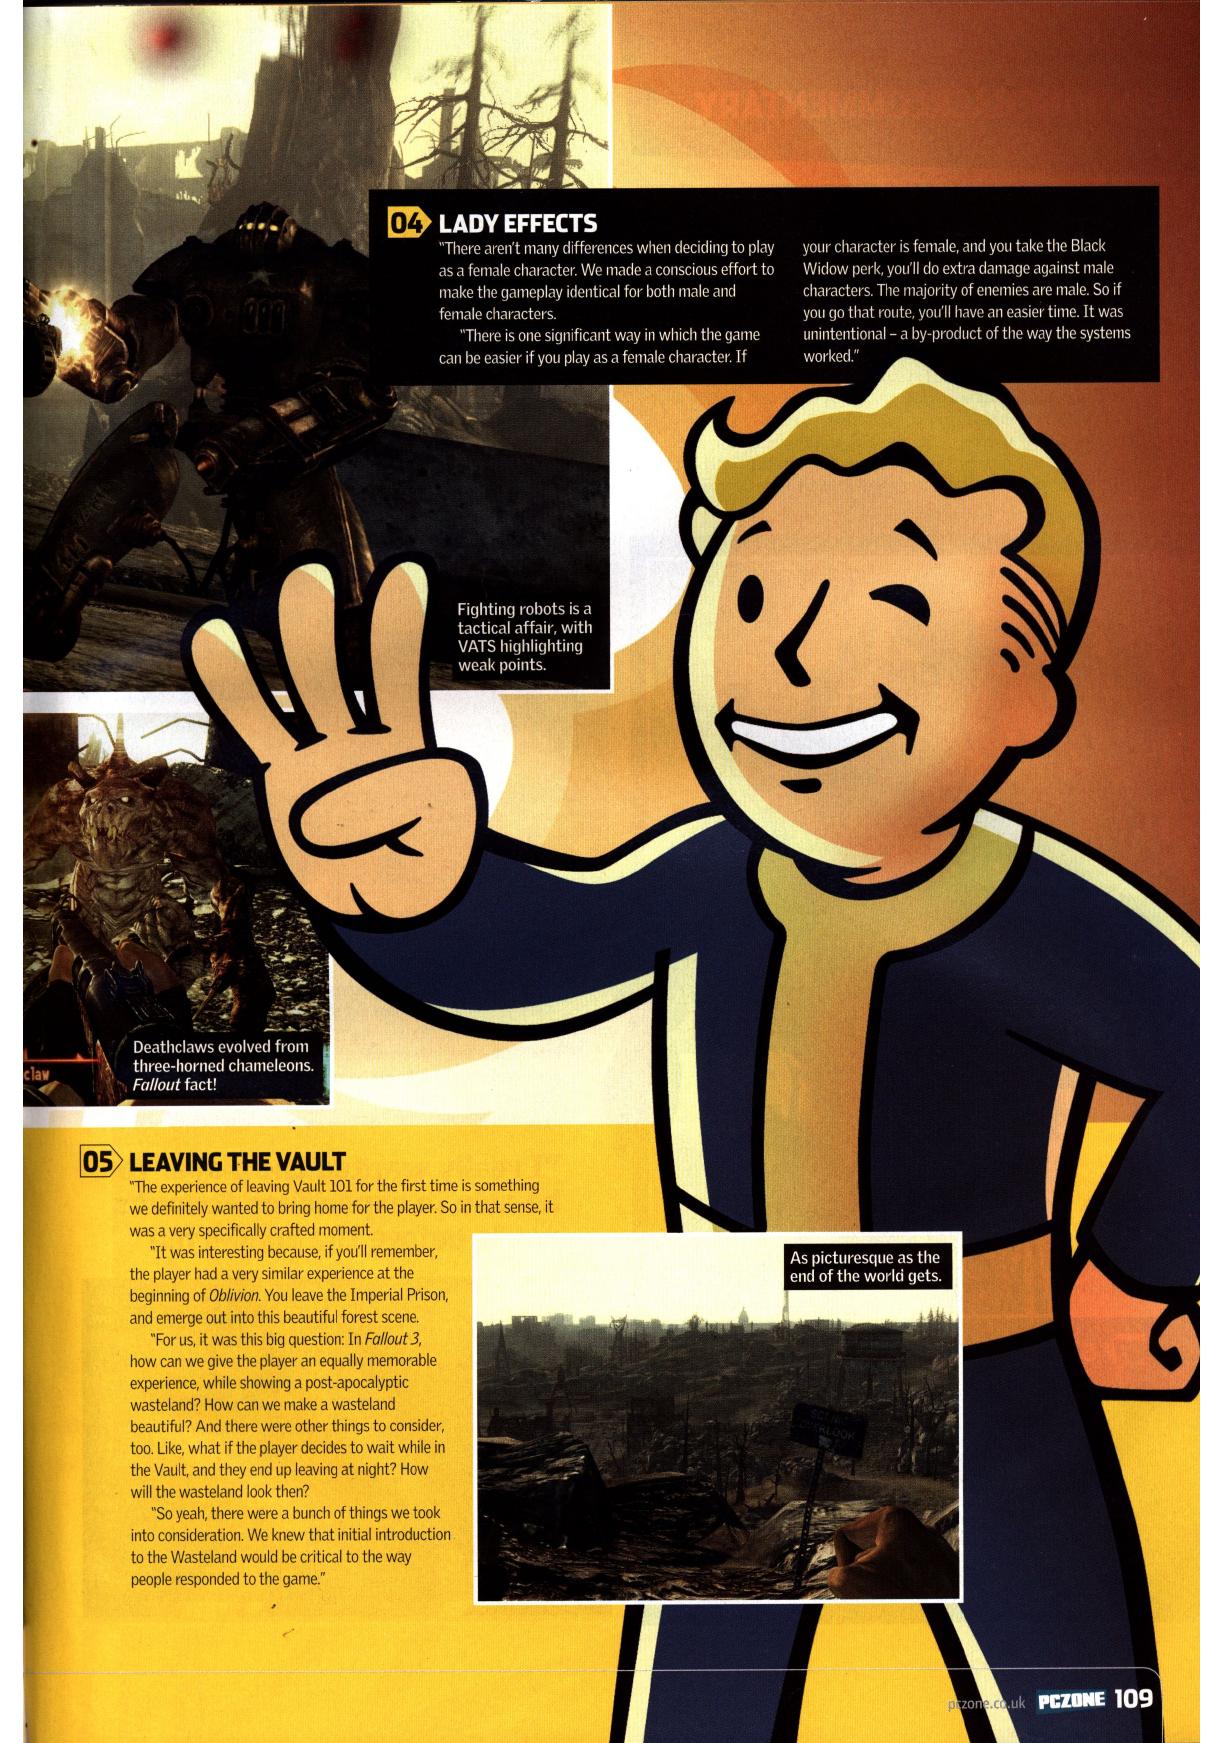 04 LADY EFFECTS
"There aren't many differences when deciding to play
as a female character. We made a conscious effort to
make the gameplay identical for both male and
female characters.
"There is one significant way in which the game
can be easier if you play as a female character. If
your character is female, and you take the Black
Widow perk, you'll do extra damage against male
characters. The majority of enemies are male. So if
you go that route, you'll have an easier time. It was
unintentional – a by-product of the way the systems
worked."
Fighting robots is a
tactical affair, with
VATS highlighting
weak points.
claw
Deathclaws evolved from
three-horned chameleons.
Fallout fact!
05 LEAVING THE VAULT
"The experience of leaving Vault 101 for the first time is something
we definitely wanted to bring home for the player. So in that sense, it
was a very specifically crafted moment.
"It was interesting because, if you'll remember,
the player had a very similar experience at the
beginning of Oblivion. You leave the Imperial Prison,
and emerge out into this beautiful forest scene.
"For us, it was this big question: In Fallout 3,
how can we give the player an equally memorable
experience, while showing a post-apocalyptic
wasteland? How can we make a wasteland
beautiful? And there were other things to consider,
too. Like, what if the player decides to wait while in
the Vault, and they end up leaving at night? How
will the wasteland look then?
"So yeah, there were a bunch of things we took
into consideration. We knew that initial introduction
to the Wasteland would be critical to the way
people responded to the game."
As picturesque as the
end of the world gets.
pczone.co.uk PCZONE 109